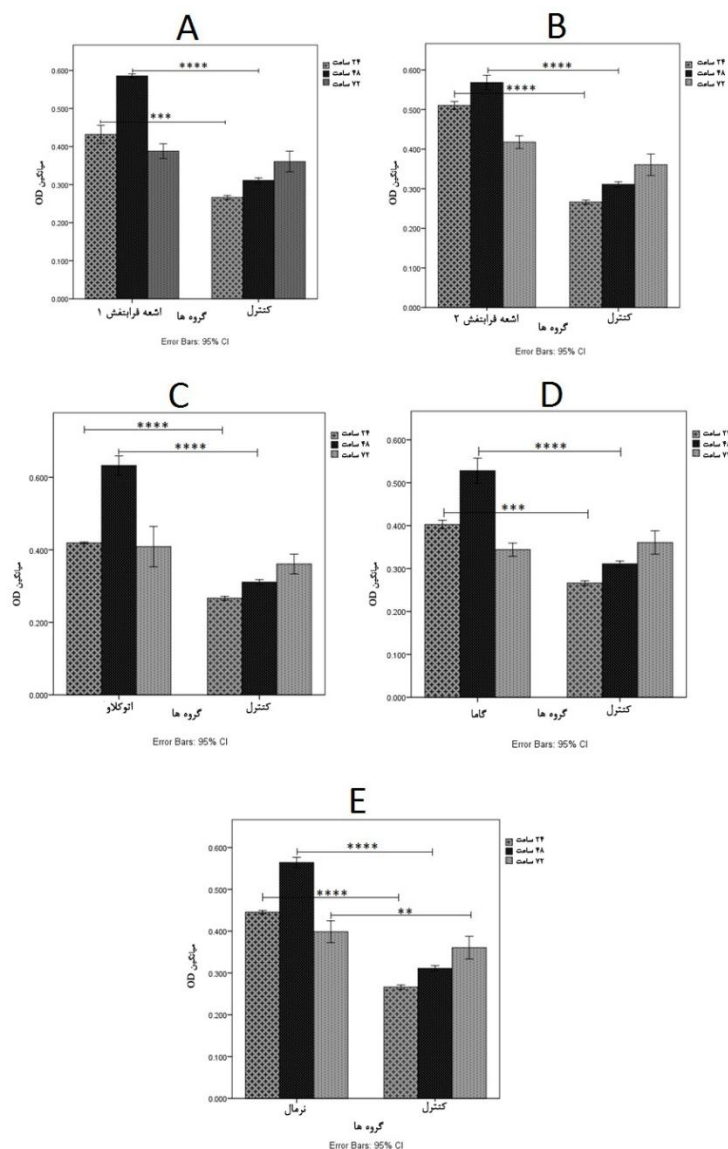 A
۲۴ ساعت
۴۸ ساعت
۷۲ ساعت
****
***
میانگین OD
0.600
0.500
0.400
0.300
0.200
0.100
0.000
اشعه فرابنفش ۱
گروه ها
کنترل
Error Bars: 95% CI
B
۲۴ ساعت
۴۸ ساعت
۷۲ ساعت
****
****
میانگین OD
0.600
0.500
0.400
0.300
0.200
0.100
0.000
اشعه فرابنفش ۲
گروه ها
کنترل
Error Bars: 95% CI
C
۲۴ ساعت
۴۸ ساعت
۷۲ ساعت
****
****
میانگین OD
0.600
0.400
0.200
0.000
اتوکلاو
گروه ها
کنترل
Error Bars: 95% CI
D
۲۴ ساعت
۴۸ ساعت
۷۲ ساعت
****
***
میانگین OD
0.600
0.500
0.400
0.300
0.200
0.100
0.000
گاما
گروه ها
کنترل
Error Bars: 95% CI
E
۲۴ ساعت
۴۸ ساعت
۷۲ ساعت
****
****
**
میانگین OD
0.600
0.500
0.400
0.300
0.200
0.100
0.000
نرمال
کنترل
گروه ها
Error Bars: 95% CI